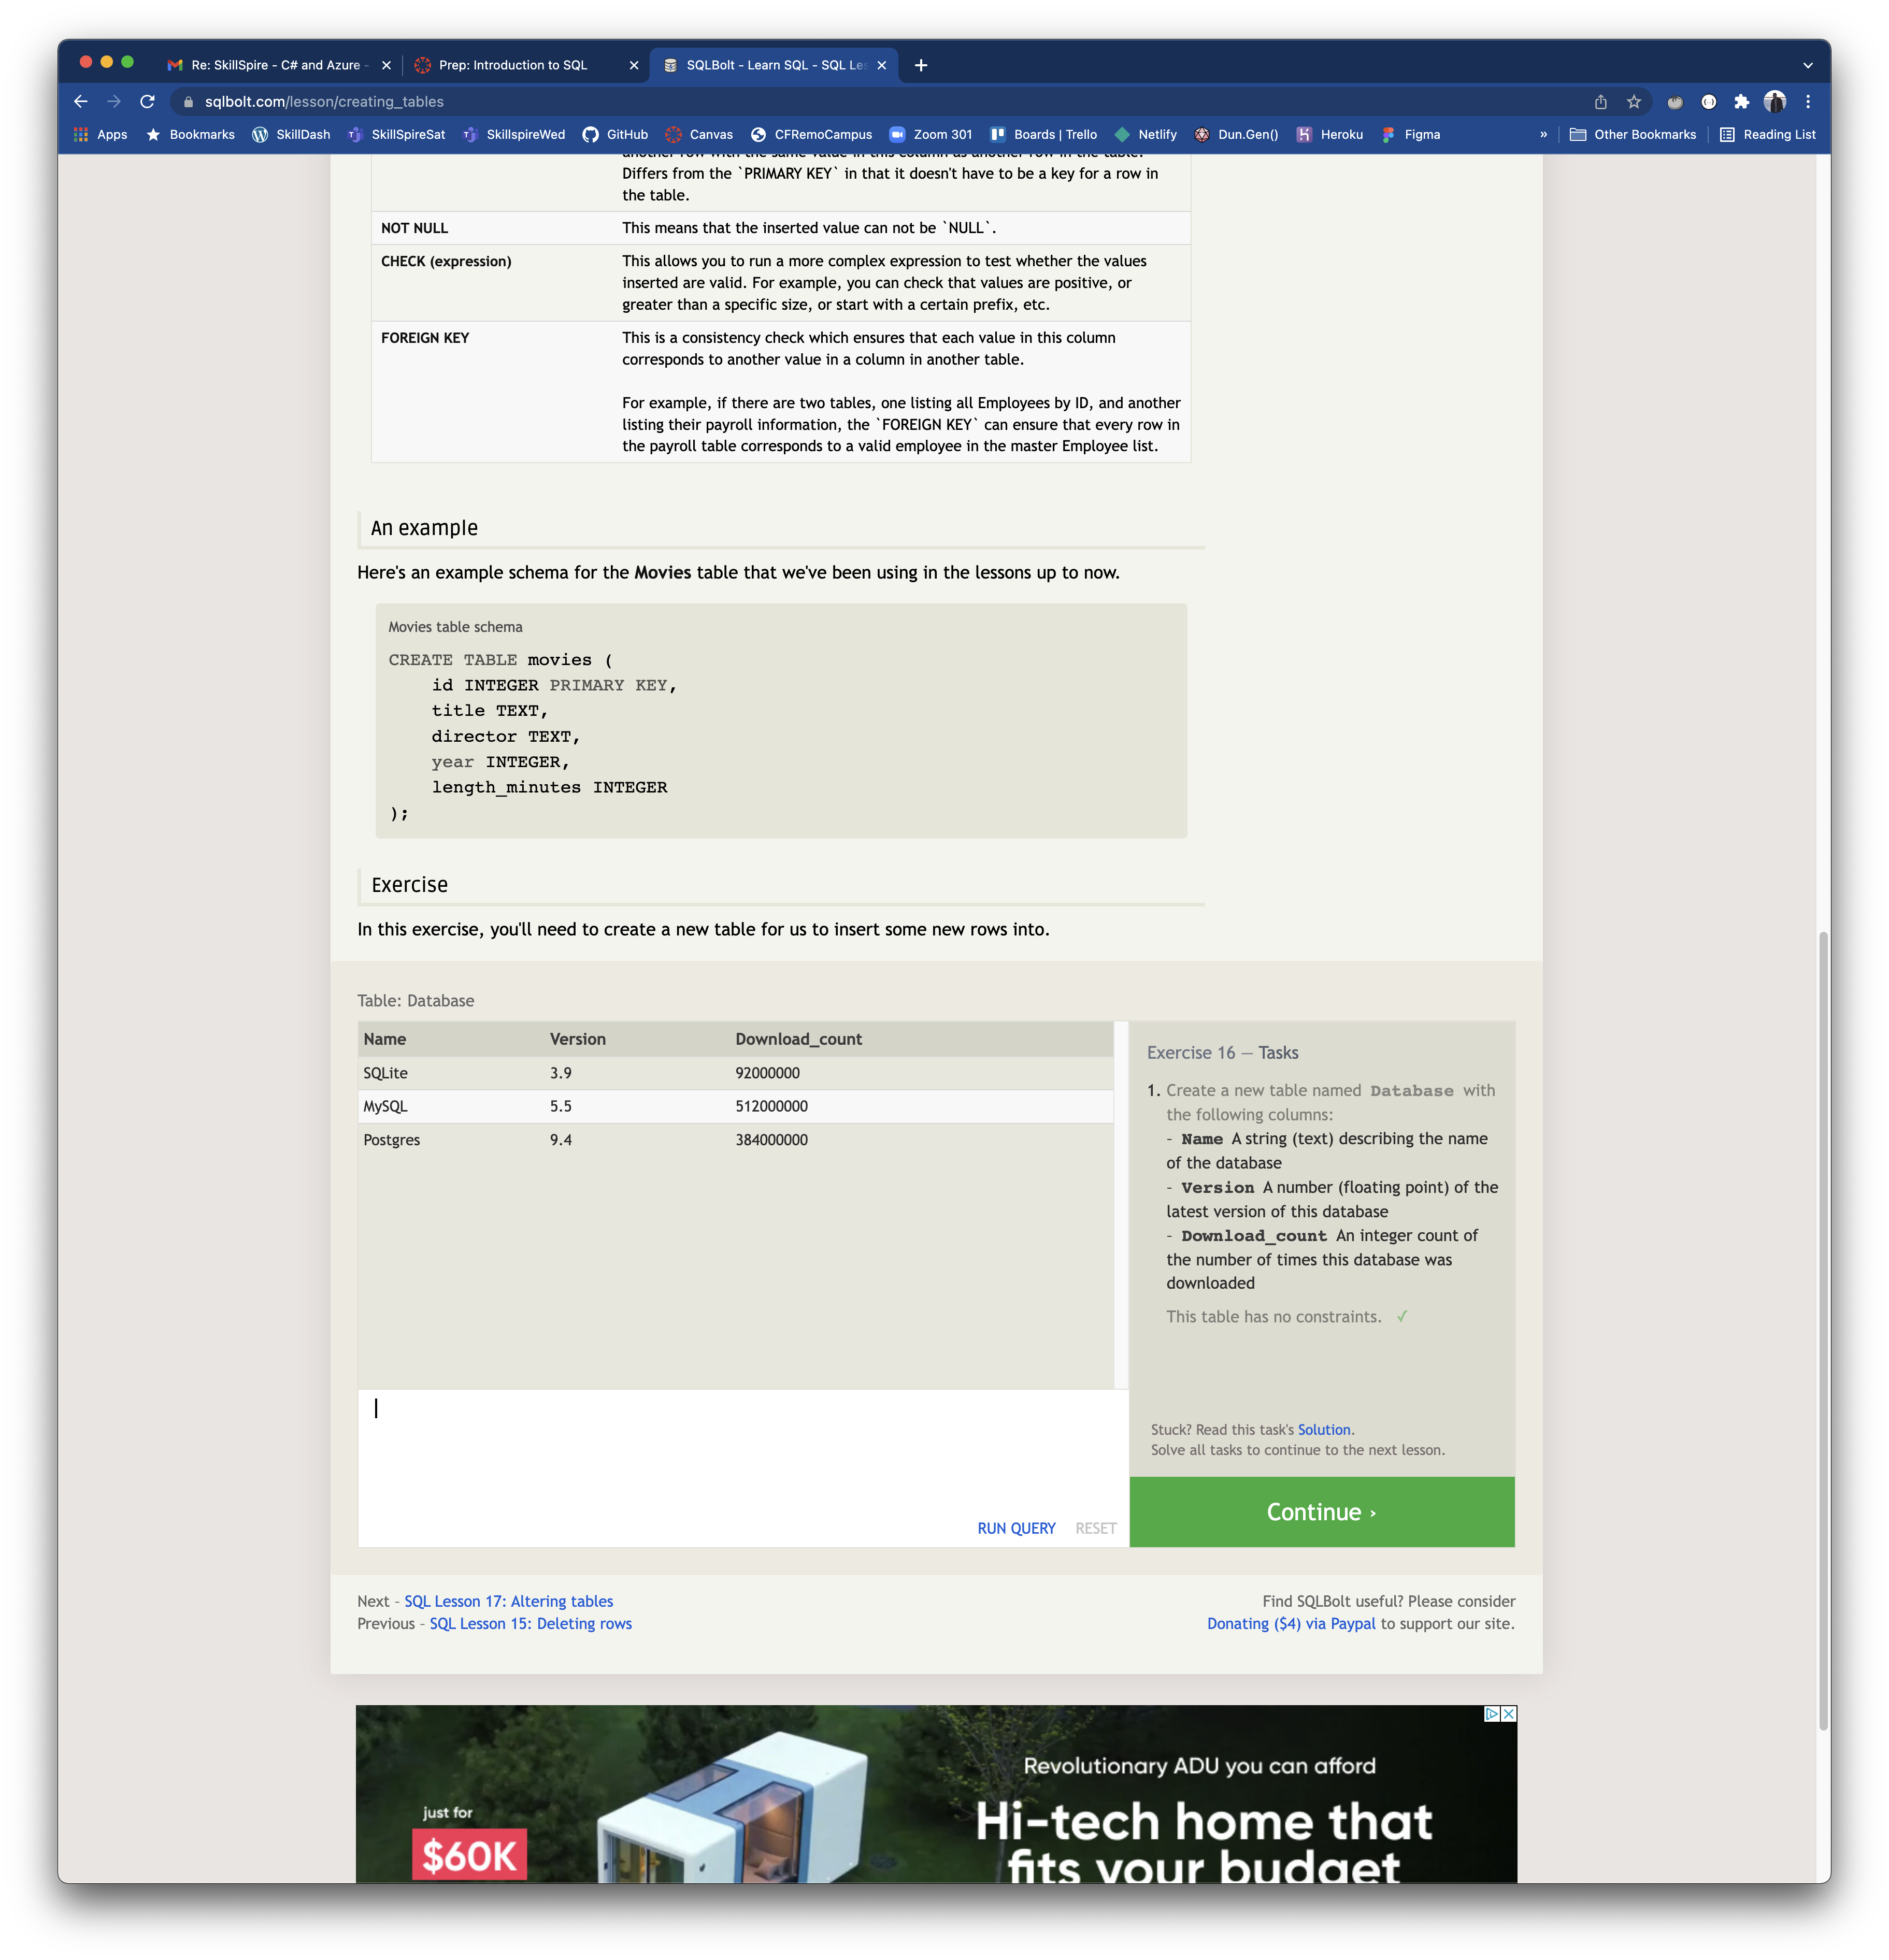 Re: SkillSpire - C# and Azure -
Prep: Introduction to SQL
SQLBolt - Learn SQL - SQL Le
sqlbolt.com/lesson/creating_tables
Apps
Bookmarks
SkillDash
SkillSpireSat
SkillspireWed
GitHub
Canvas
CFRemoCampus
Zoom 301
Boards | Trello
Netlify
Dun.Gen()
Heroku
Figma
»
Other Bookmarks
Reading List
another row with the same value in this column as another row in the table.
Differs from the `PRIMARY KEY` in that it doesn't have to be a key for a row in
the table.
NOT NULL
This means that the inserted value can not be `NULL`.
CHECK (expression)
This allows you to run a more complex expression to test whether the values
inserted are valid. For example, you can check that values are positive, or
greater than a specific size, or start with a certain prefix, etc.
FOREIGN KEY
This is a consistency check which ensures that each value in this column
corresponds to another value in a column in another table.
For example, if there are two tables, one listing all Employees by ID, and another
listing their payroll information, the `FOREIGN KEY` can ensure that every row in
the payroll table corresponds to a valid employee in the master Employee list.
An example
Here's an example schema for the Movies table that we've been using in the lessons up to now.
Movies table schema
CREATE TABLE movies (
id INTEGER PRIMARY KEY,
title TEXT,
director TEXT,
year INTEGER,
length_minutes INTEGER
);
Exercise
In this exercise, you'll need to create a new table for us to insert some new rows into.
Table: Database
Name Version Download_count
SQLite 3.9 92000000
MySQL 5.5 512000000
Postgres 9.4 384000000
RUN QUERY RESET
Exercise 16 — Tasks
1. Create a new table named Database with
the following columns:
- Name A string (text) describing the name
of the database
- Version A number (floating point) of the
latest version of this database
- Download_count An integer count of
the number of times this database was
downloaded
This table has no constraints. ✓
Stuck? Read this task's Solution.
Solve all tasks to continue to the next lesson.
Continue ›
Next – SQL Lesson 17: Altering tables
Previous – SQL Lesson 15: Deleting rows
Find SQLBolt useful? Please consider
Donating ($4) via Paypal to support our site.
just for
$60K
Revolutionary ADU you can afford
Hi-tech home that
fits your budget